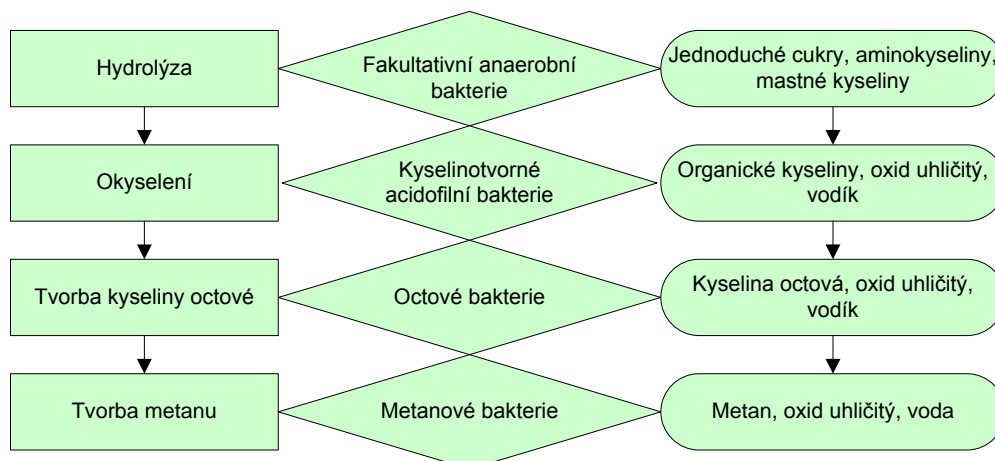 Hydrolýza
Fakultativní anaerobní
bakterie
Jednoduché cukry, aminokyseliny,
mastné kyseliny
Okyselení
Kyselinotvorné
acidofilní bakterie
Organické kyseliny, oxid uhličitý,
vodík
Tvorba kyseliny octové
Octové bakterie
Kyselina octová, oxid uhličitý,
vodík
Tvorba metanu
Metanové bakterie
Metan, oxid uhličitý, voda